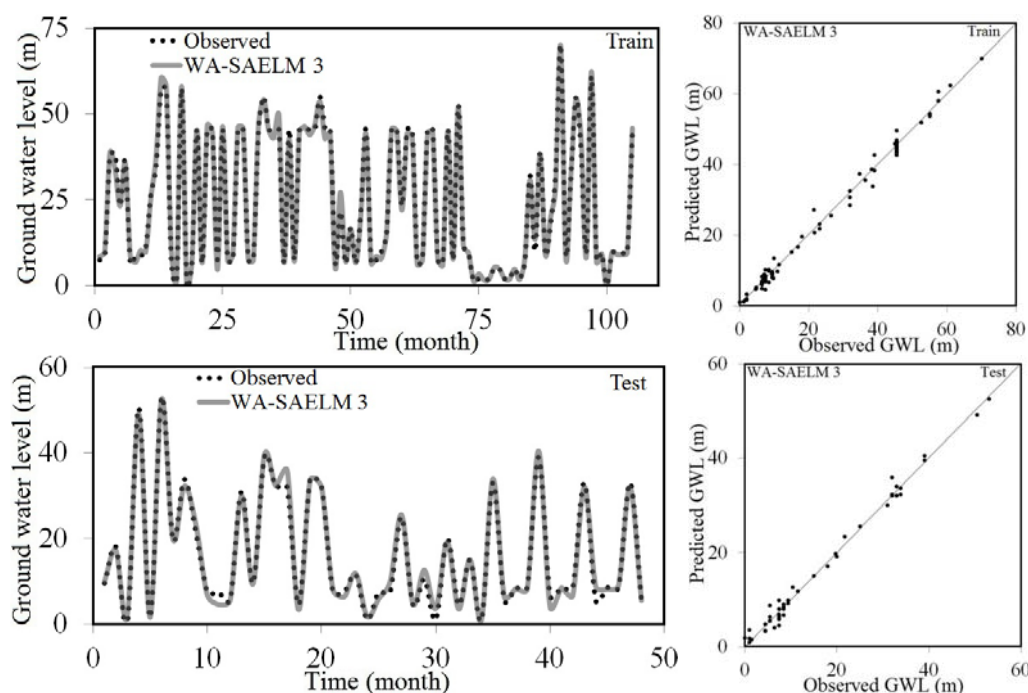 75
50
25
0
Ground water level (m)
Observed
WA-SAELM 3
Train
0
25
50
75
100
Time (month)
80
60
40
20
0
Predicted GWL (m)
WA-SAELM 3
Train
0
20
40
60
80
Observed GWL (m)
60
40
20
0
Ground water level (m)
Observed
WA-SAELM 3
Test
0
10
20
30
40
50
Time (month)
60
40
20
0
Predicted GWL (m)
WA-SAELM 3
Test
0
20
40
60
Observed GWL (m)